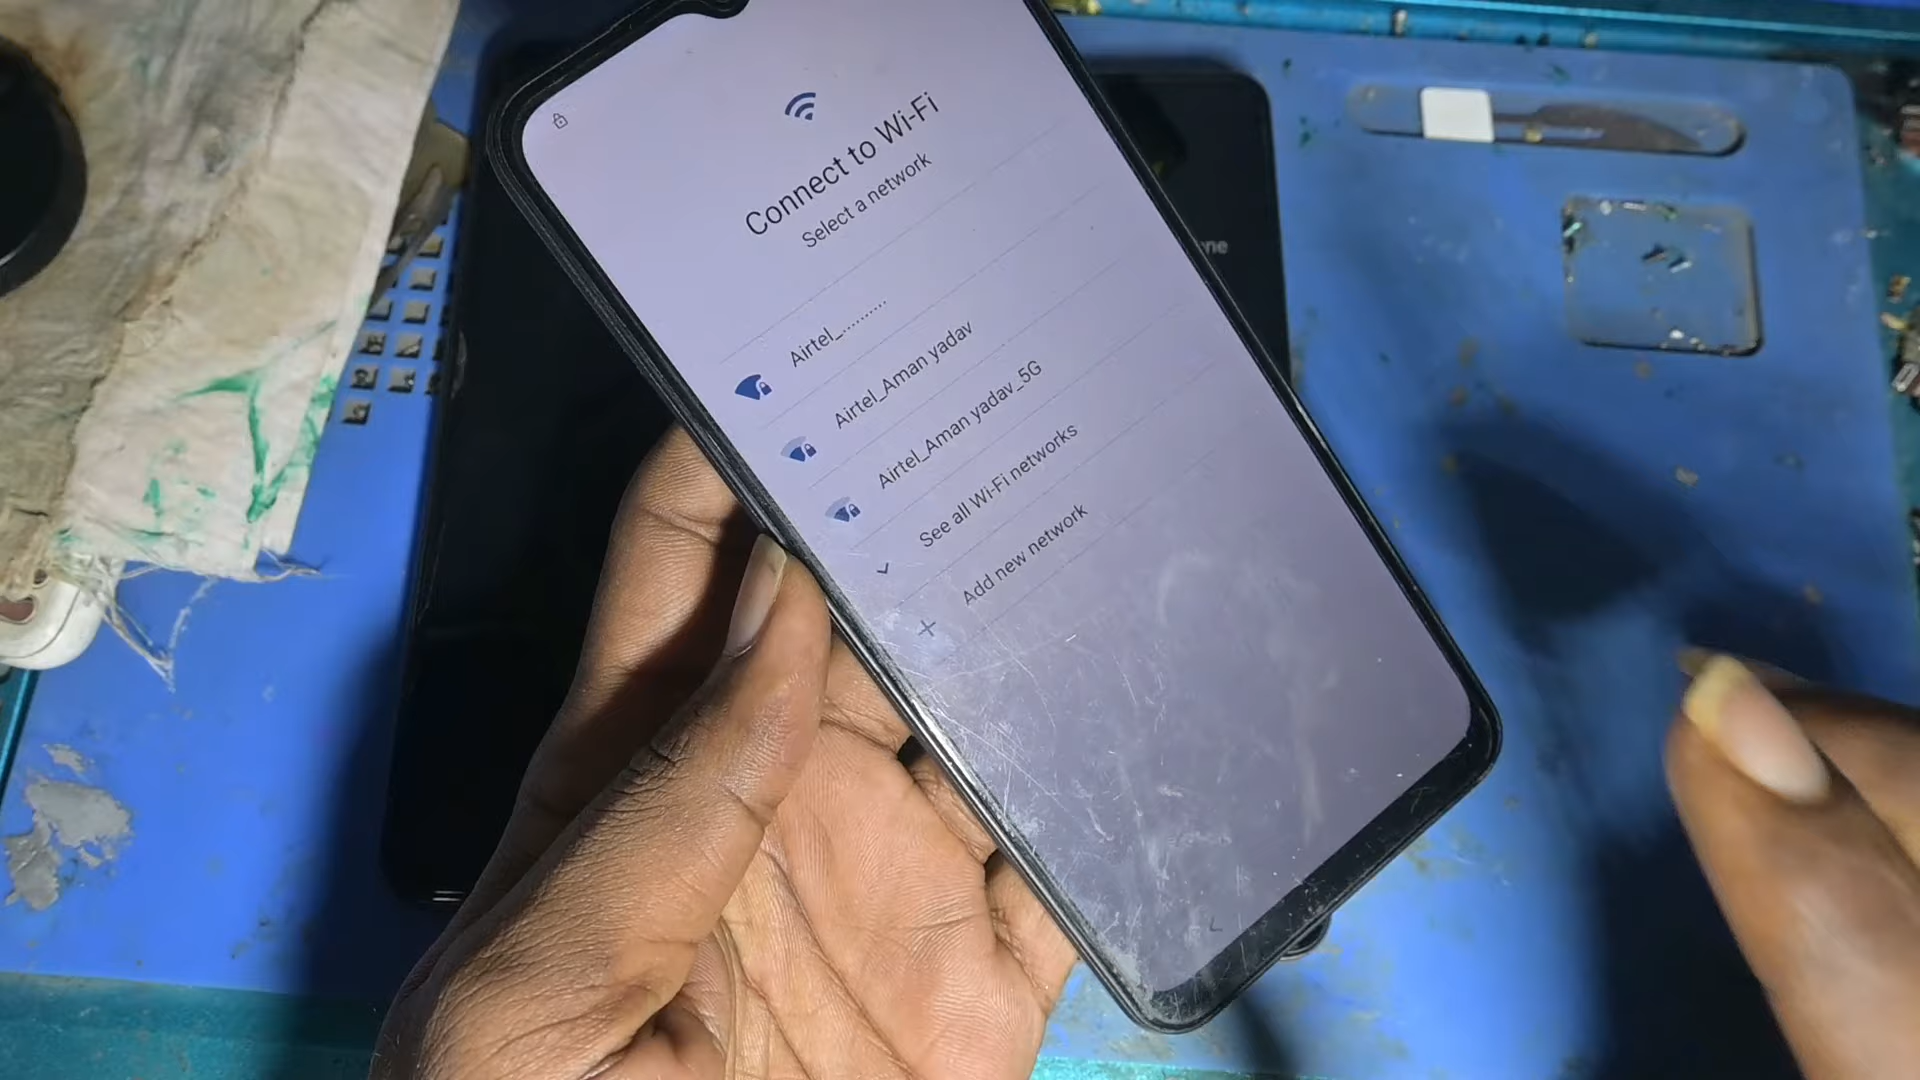 Connect to Wi-Fi
Select a network
Airtel_..........
Airtel_Aman yadav
Airtel_Aman yadav_5G
See all Wi-Fi networks
Add new network